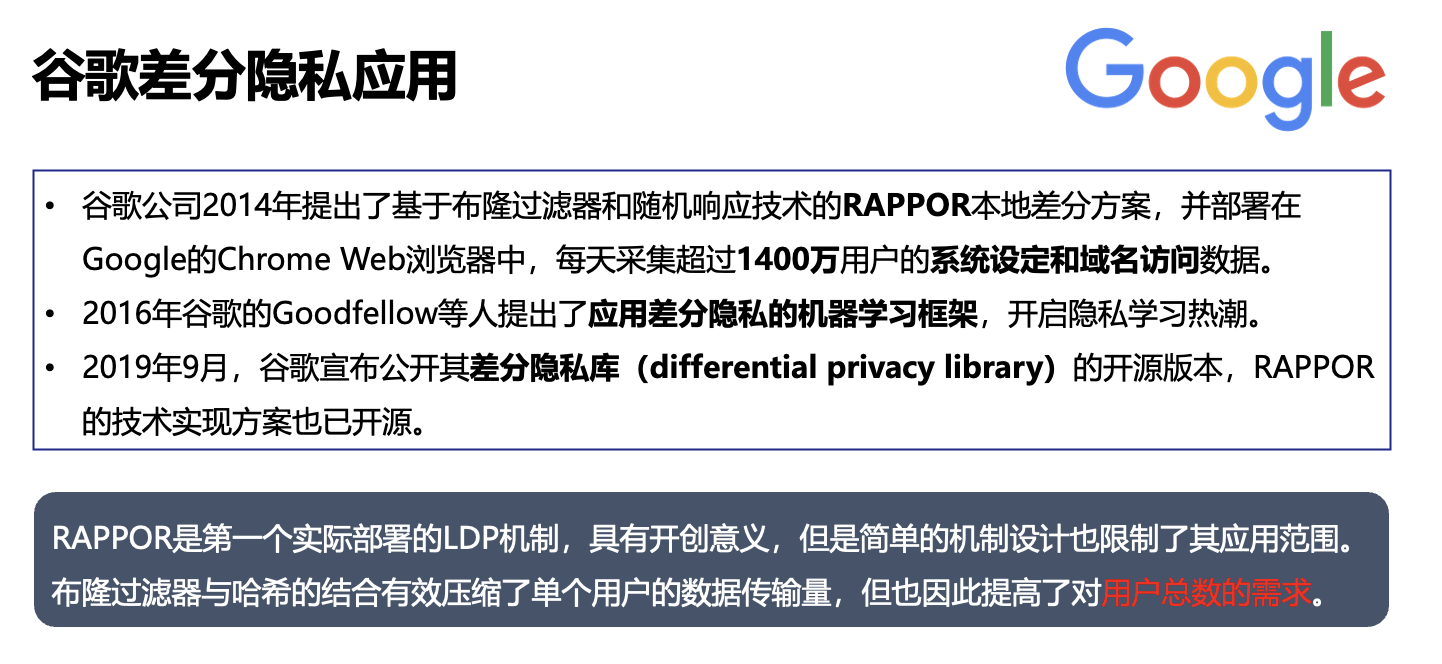 谷歌差分隐私应用
Google
• 谷歌公司2014年提出了基于布隆过滤器和随机响应技术的RAPPOR本地差分方案，并部署在
Google的Chrome Web浏览器中，每天采集超过1400万用户的系统设定和域名访问数据。
• 2016年谷歌的Goodfellow等人提出了应用差分隐私的机器学习框架，开启隐私学习热潮。
• 2019年9月，谷歌宣布公开其差分隐私库（differential privacy library）的开源版本，RAPPOR
的技术实现方案也已开源。
RAPPOR是第一个实际部署的LDP机制，具有开创意义，但是简单的机制设计也限制了其应用范围。
布隆过滤器与哈希的结合有效压缩了单个用户的数据传输量，但也因此提高了对用户总数的需求。